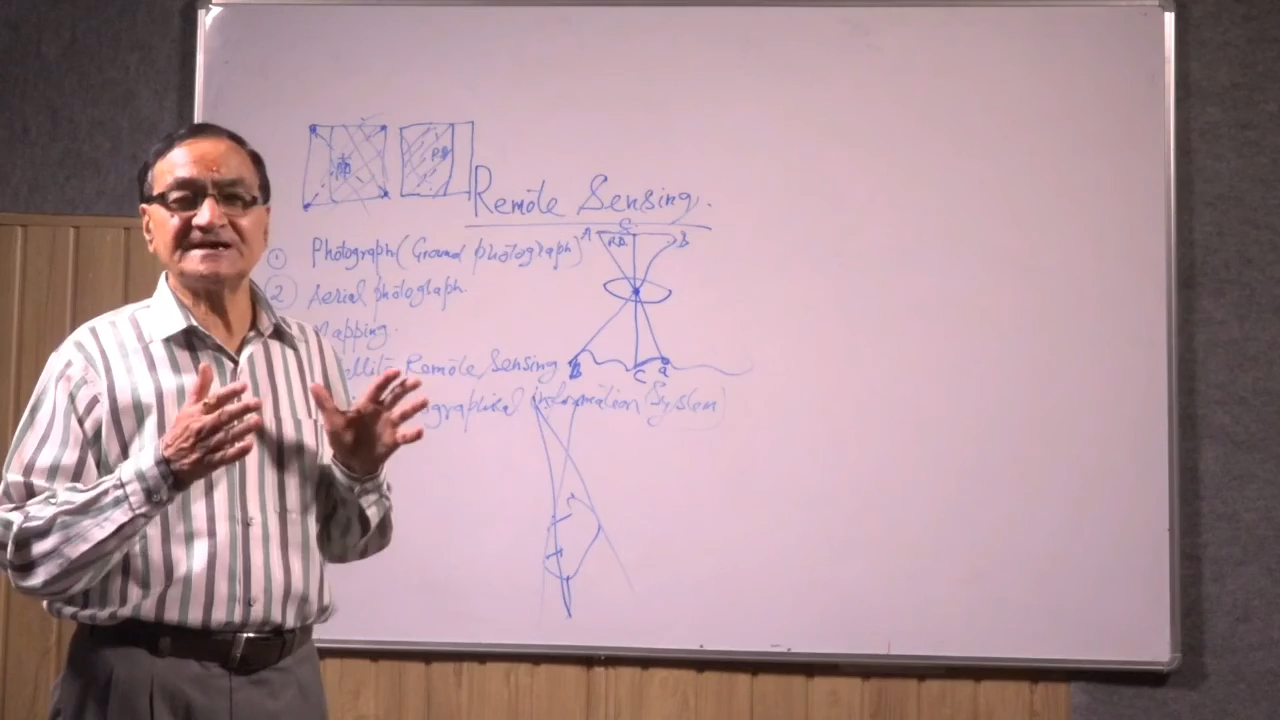 Remote Sensing.
① Photograph (Ground photograph)
② Aerial photograph.
Mapping.
Remote Sensing
Information System)
A
C
B
P.D.
B
C
a